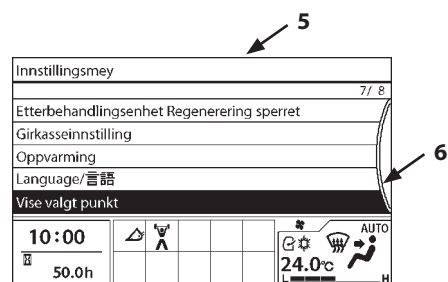 5
Innstillingsmey
7/ 8
Etterbehandlingsenhet Regenerering sperret
Girkasseinnstilling
Oppvarming
6
Language/言語
Vise valgt punkt
10:00
AUTO
50.0h
24.0°C
L H